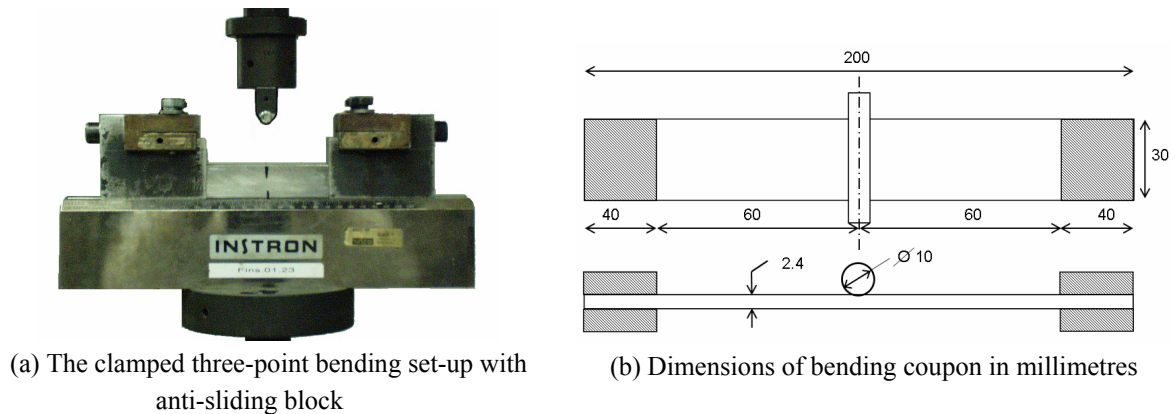 INSTRON
Fins.01.23
(a) The clamped three-point bending set-up with
anti-sliding block
200
30
40
60
60
40
2.4
Ø 10
(b) Dimensions of bending coupon in millimetres